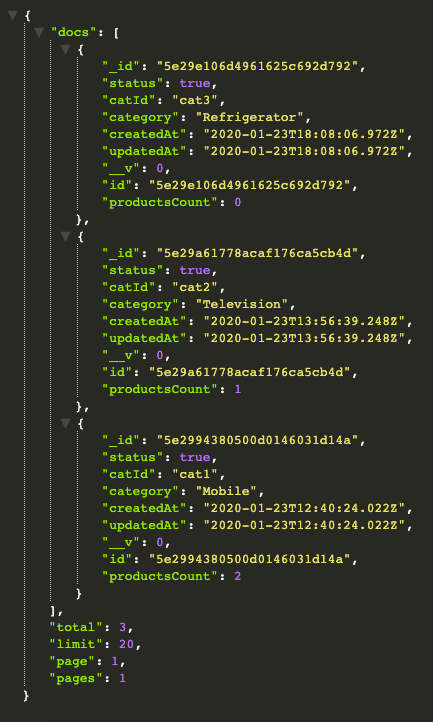 {
"docs": [
{
"_id": "5e29e106d4961625c692d792",
"status": true,
"catId": "cat3",
"category": "Refrigerator",
"createdAt": "2020-01-23T18:08:06.972Z",
"updatedAt": "2020-01-23T18:08:06.972Z",
"__v": 0,
"id": "5e29e106d4961625c692d792",
"productsCount": 0
},
{
"_id": "5e29a61778acaf176ca5cb4d",
"status": true,
"catId": "cat2",
"category": "Television",
"createdAt": "2020-01-23T13:56:39.248Z",
"updatedAt": "2020-01-23T13:56:39.248Z",
"__v": 0,
"id": "5e29a61778acaf176ca5cb4d",
"productsCount": 1
},
{
"_id": "5e2994380500d0146031d14a",
"status": true,
"catId": "cat1",
"category": "Mobile",
"createdAt": "2020-01-23T12:40:24.022Z",
"updatedAt": "2020-01-23T12:40:24.022Z",
"__v": 0,
"id": "5e2994380500d0146031d14a",
"productsCount": 2
}
],
"total": 3,
"limit": 20,
"page": 1,
"pages": 1
}